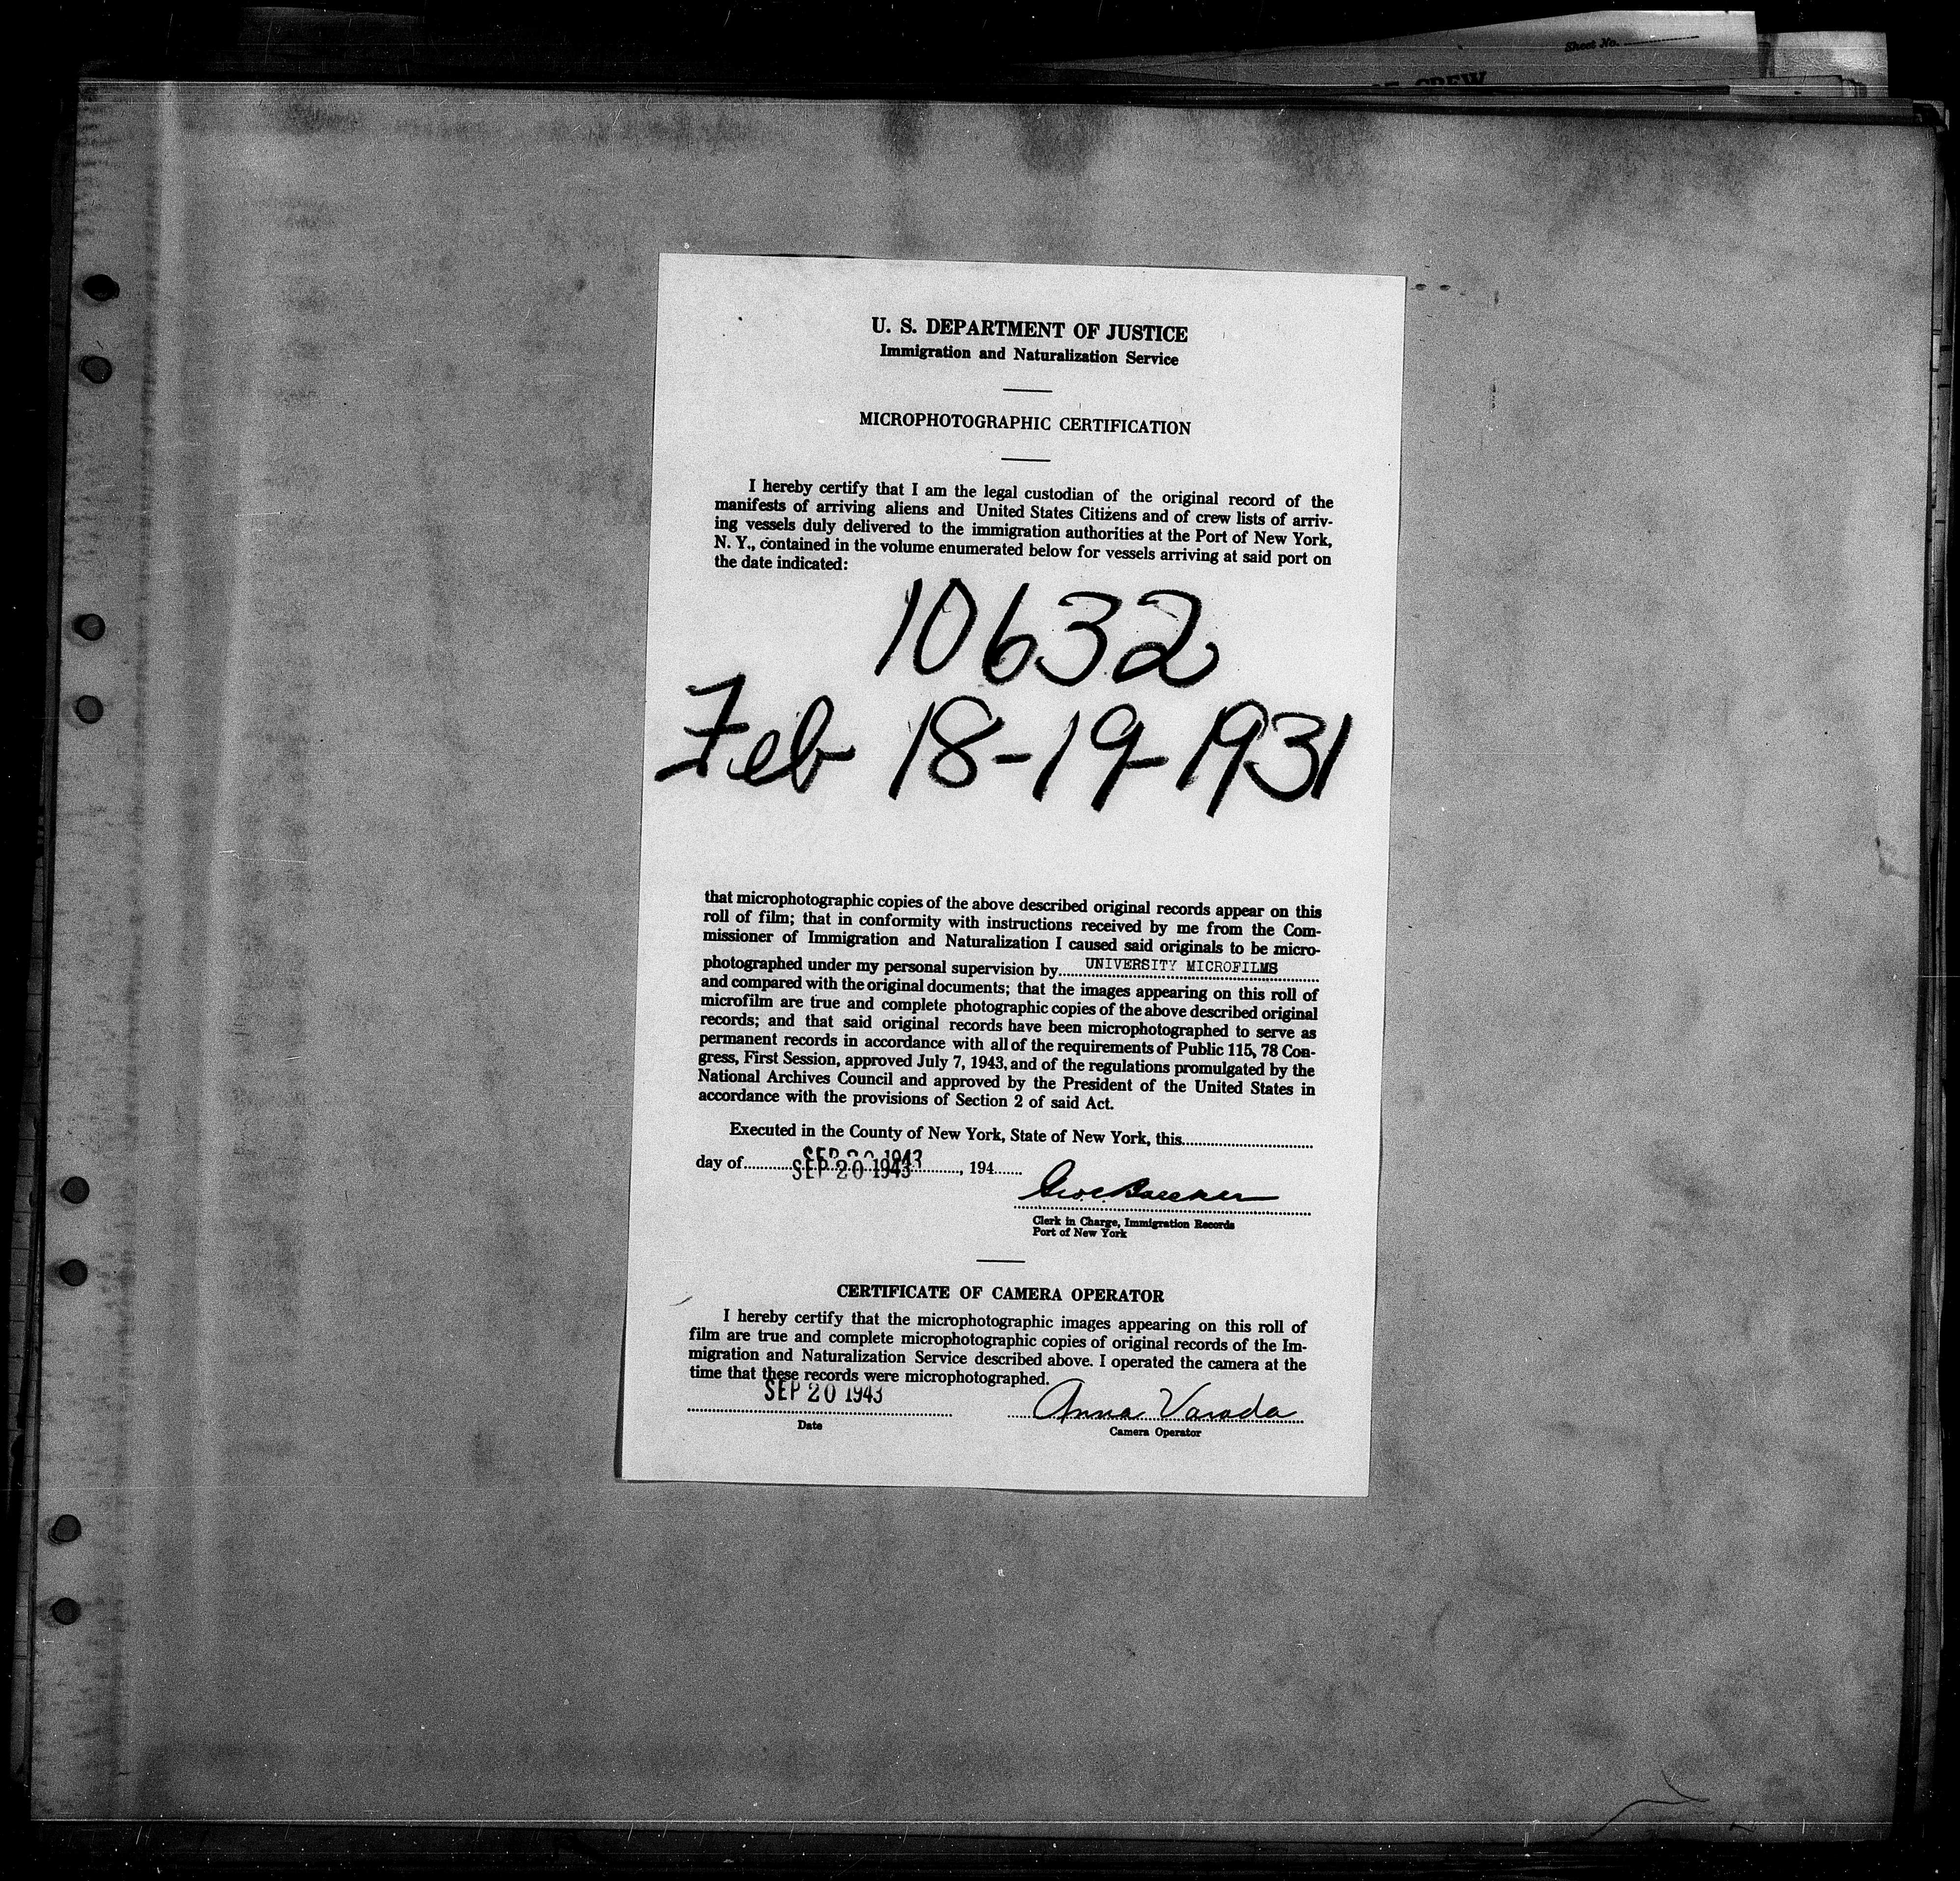 Sheet No.
CREW
U. S. DEPARTMENT OF JUSTICE
Immigration and Naturalization Service
MICROPHOTOGRAPHIC CERTIFICATION
I hereby certify that I am the legal custodian of the original record of the
manifests of arriving aliens and United States Citizens and of crew lists of arriv-
ing vessels duly delivered to the immigration authorities at the Port of New York,
N. Y., contained in the volume enumerated below for vessels arriving at said port on
the date indicated:
10632
Feb 18-19-1931
that microphotographic copies of the above described original records appear on this
roll of film; that in conformity with instructions received by me from the Com-
missioner of Immigration and Naturalization I caused said originals to be micro-
photographed under my personal supervision by UNIVERSITY MICROFILMS
and compared with the original documents; that the images appearing on this roll of
microfilm are true and complete photographic copies of the above described original
records; and that said original records have been microphotographed to serve as
permanent records in accordance with all of the requirements of Public 115, 78 Con-
gress, First Session, approved July 7, 1943, and of the regulations promulgated by the
National Archives Council and approved by the President of the United States in
accordance with the provisions of Section 2 of said Act.
Executed in the County of New York, State of New York, this
SEP 20 1943
day of SEP 20 1943, 194
Clerk in Charge, Immigration Records
Port of New York
CERTIFICATE OF CAMERA OPERATOR
I hereby certify that the microphotographic images appearing on this roll of
film are true and complete microphotographic copies of original records of the Im-
migration and Naturalization Service described above. I operated the camera at the
time that these records were microphotographed.
SEP 20 1943 Anna Varada
Date Camera Operator